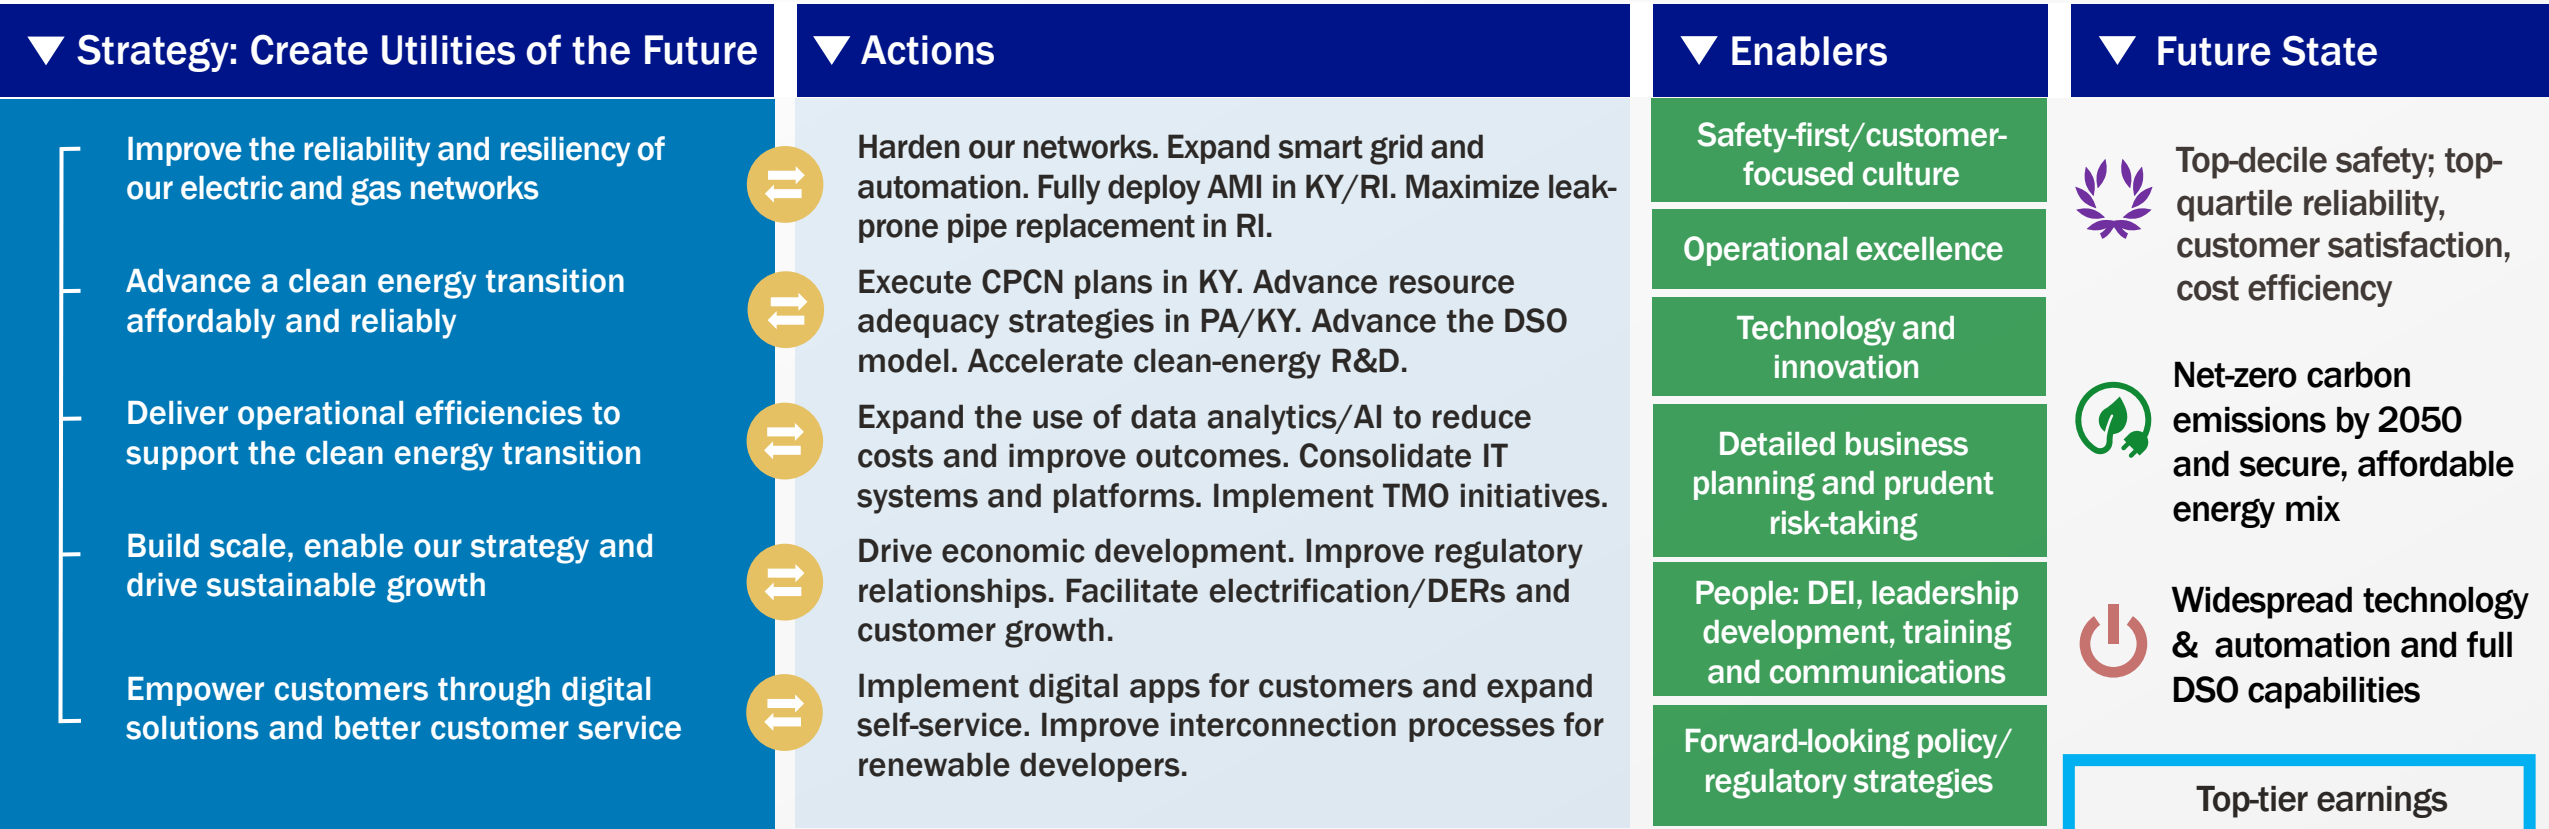 Strategy: Create Utilities of the Future
Improve the reliability and resiliency of
our electric and gas networks
Advance a clean energy transition
affordably and reliably
Deliver operational efficiencies to
support the clean energy transition
Build scale, enable our strategy and
drive sustainable growth
Empower customers through digital
solutions and better customer service
Actions
Harden our networks. Expand smart grid and
automation. Fully deploy AMI in KY/RI. Maximize leak-
prone pipe replacement in RI.
Execute CPCN plans in KY. Advance resource
adequacy strategies in PA/KY. Advance the DSO
model. Accelerate clean-energy R&D.
Expand the use of data analytics/AI to reduce
costs and improve outcomes. Consolidate IT
systems and platforms. Implement TMO initiatives.
Drive economic development. Improve regulatory
relationships. Facilitate electrification/DERs and
customer growth.
Implement digital apps for customers and expand
self-service. Improve interconnection processes for
renewable developers.
Enablers
Safety-first/customer-
focused culture
Operational excellence
Technology and
innovation
Detailed business
planning and prudent
risk-taking
People: DEI, leadership
development, training
and communications
Forward-looking policy/
regulatory strategies
Future State
Top-decile safety; top-
quartile reliability,
customer satisfaction,
cost efficiency
Net-zero carbon
emissions by 2050
and secure, affordable
energy mix
Widespread technology
& automation and full
DSO capabilities
Top-tier earnings